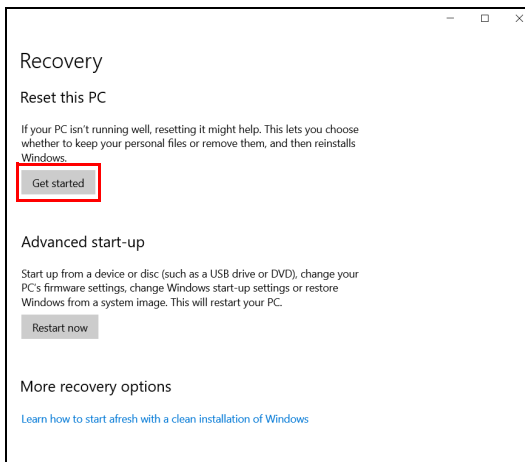 Recovery
Reset this PC
If your PC isn't running well, resetting it might help. This lets you choose
whether to keep your personal files or remove them, and then reinstalls
Windows.
Get started
Advanced start-up
Start up from a device or disc (such as a USB drive or DVD), change your
PC's firmware settings, change Windows start-up settings or restore
Windows from a system image. This will restart your PC.
Restart now
More recovery options
Learn how to start afresh with a clean installation of Windows